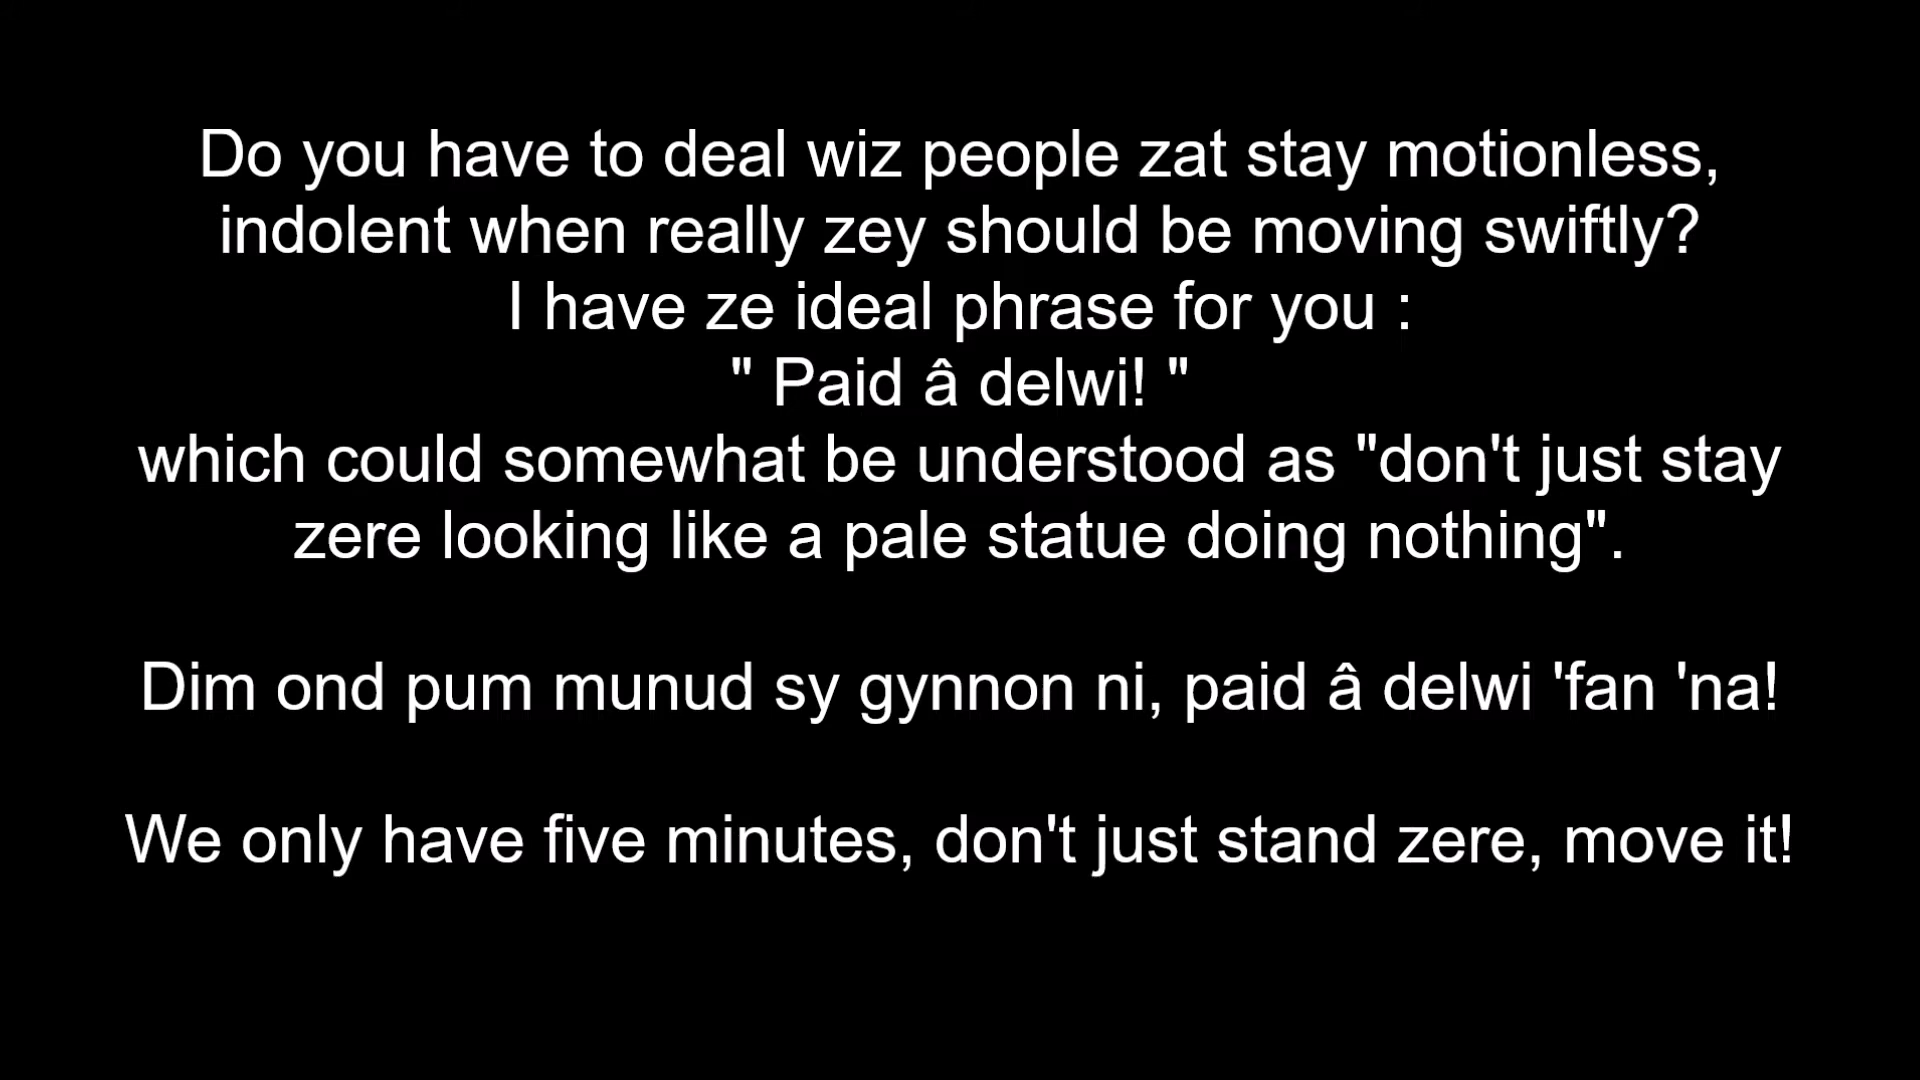 Do you have to deal wiz people zat stay motionless,
indolent when really zey should be moving swiftly?
I have ze ideal phrase for you :
" Paid â delwi! "
which could somewhat be understood as "don't just stay
zere looking like a pale statue doing nothing".
Dim ond pum munud sy gynnon ni, paid â delwi 'fan 'na!
We only have five minutes, don't just stand zere, move it!